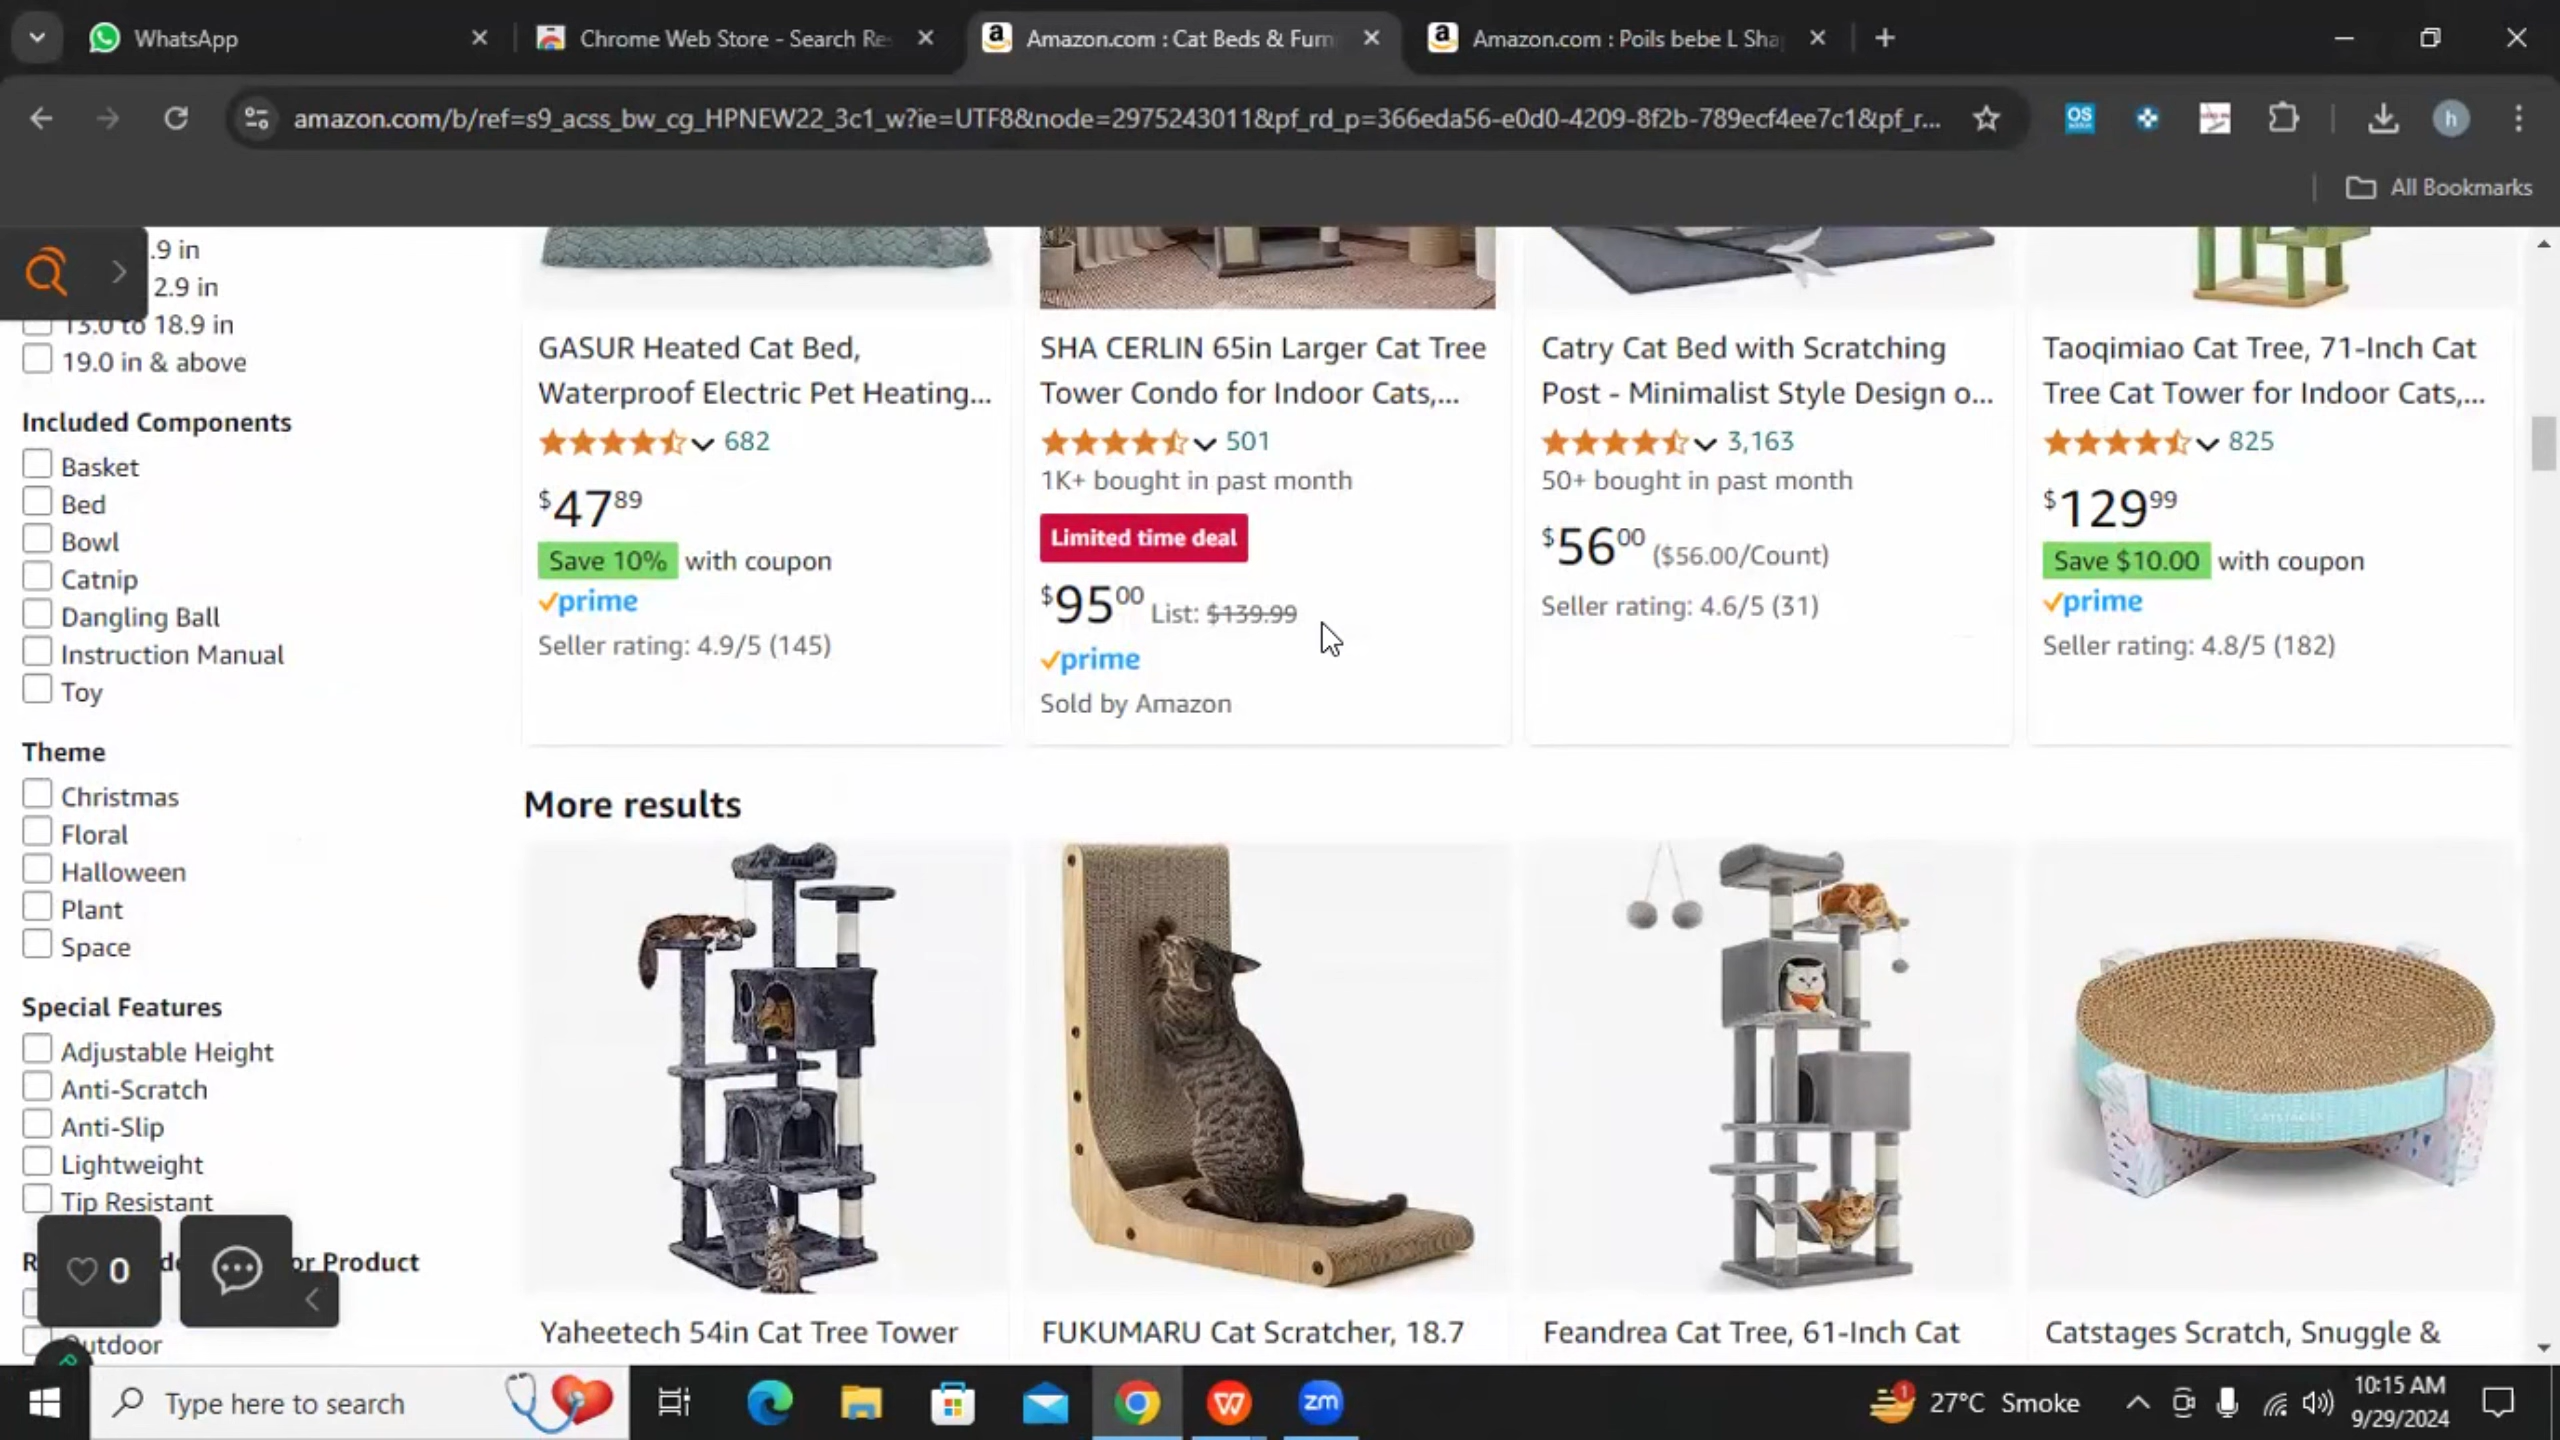 WhatsApp
Chrome Web Store - Search Re
Amazon.com : Cat Beds & Furn
Amazon.com : Poils bebe L Sha
amazon.com/b/ref=s9_acss_bw_cg_HPNEW22_3c1_w?ie=UTF8&node=2975243011&pf_rd_p=366eda56-e0d0-4209-8f2b-789ecf4ee7c1&pf_r...
OS
h
All Bookmarks
.9 in
2.9 in
13.0 to 18.9 in
19.0 in & above
Included Components
Basket
Bed
Bowl
Catnip
Dangling Ball
Instruction Manual
Toy
Theme
Christmas
Floral
Halloween
Plant
Space
Special Features
Adjustable Height
Anti-Scratch
Anti-Slip
Lightweight
Tip Resistant
or Product
Outdoor
0
GASUR Heated Cat Bed,
Waterproof Electric Pet Heating...
682
$47.89
Save 10% with coupon
prime
Seller rating: 4.9/5 (145)
SHA CERLIN 65in Larger Cat Tree
Tower Condo for Indoor Cats,...
501
1K+ bought in past month
Limited time deal
$95.00 List: $139.99
prime
Sold by Amazon
Catry Cat Bed with Scratching
Post - Minimalist Style Design o...
3,163
50+ bought in past month
$56.00 ($56.00/Count)
Seller rating: 4.6/5 (31)
Taoqimiao Cat Tree, 71-Inch Cat
Tree Cat Tower for Indoor Cats,...
825
$129.99
Save $10.00 with coupon
prime
Seller rating: 4.8/5 (182)
More results
Yaheetech 54in Cat Tree Tower
FUKUMARU Cat Scratcher, 18.7
Feandrea Cat Tree, 61-Inch Cat
Catstages Scratch, Snuggle &
Type here to search
zm
1
27°C Smoke
10:15 AM
9/29/2024